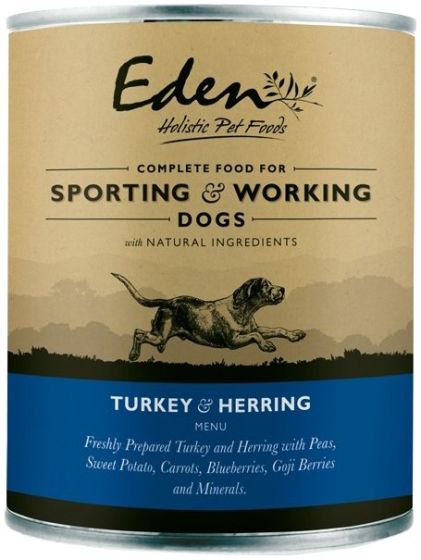 Eden®
Holistic Pet Foods
COMPLETE FOOD FOR
SPORTING & WORKING
DOGS
with NATURAL INGREDIENTS
TURKEY & HERRING
MENU
Freshly Prepared Turkey and Herring with Peas,
Sweet Potato, Carrots, Blueberries, Goji Berries
and Minerals.